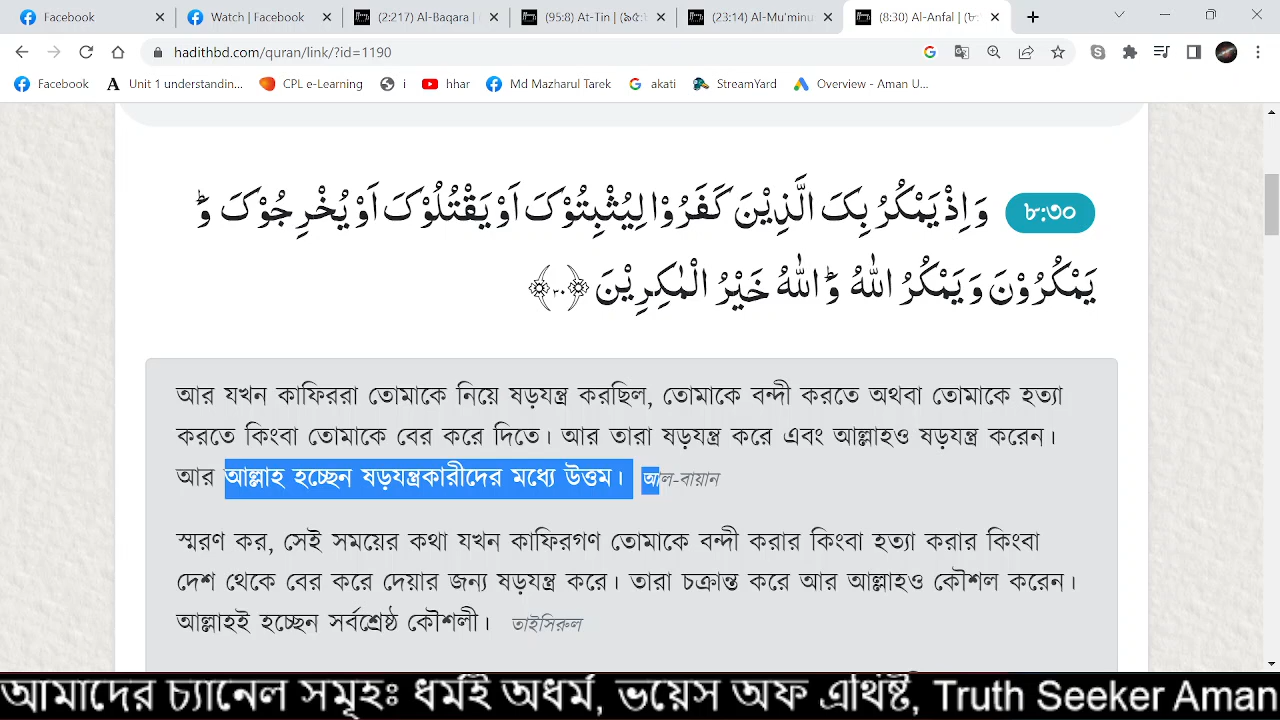 Facebook
Watch | Facebook
(2:217) Al-Baqara |
(95:8) At-Tin | (৯৫:৮
(23:14) Al-Mu'minu
(8:30) Al-Anfal | (৮:
hadithbd.com/quran/link/?id=1190
Facebook
Unit 1 understandin...
CPL e-Learning
i
hhar
Md Mazharul Tarek
akati
StreamYard
Overview - Aman U...
৮:৩০ وَ اِذۡ یَمۡکُرُ بِکَ الَّذِیۡنَ کَفَرُوۡا لِیُثۡبِتُوۡکَ اَوۡ یَقۡتُلُوۡکَ اَوۡ یُخۡرِجُوۡکَ ؕ وَ
یَمۡکُرُوۡنَ وَ یَمۡکُرُ اللّٰهُ ؕ وَ اللّٰهُ خَیۡرُ الۡمٰکِرِیۡنَ ﴿۳۰﴾
আর যখন কাফিররা তোমাকে নিয়ে ষড়যন্ত্র করছিল, তোমাকে বন্দী করতে অথবা তোমাকে হত্যা
করতে কিংবা তোমাকে বের করে দিতে। আর তারা ষড়যন্ত্র করে এবং আল্লাহও ষড়যন্ত্র করেন।
আর আল্লাহ হচ্ছেন ষড়যন্ত্রকারীদের মধ্যে উত্তম। আল-বায়ান
স্মরণ কর, সেই সময়ের কথা যখন কাফিরগণ তোমাকে বন্দী করার কিংবা হত্যা করার কিংবা
দেশ থেকে বের করে দেয়ার জন্য ষড়যন্ত্র করে। তারা চক্রান্ত করে আর আল্লাহও কৌশল করেন।
আল্লাহই হচ্ছেন সর্বশ্রেষ্ঠ কৌশলী। তাইসিরুল
আমাদের চ্যানেল সমূহঃ ধর্মই অধর্ম, ভয়েস অফ এথিষ্ট, Truth Seeker Aman